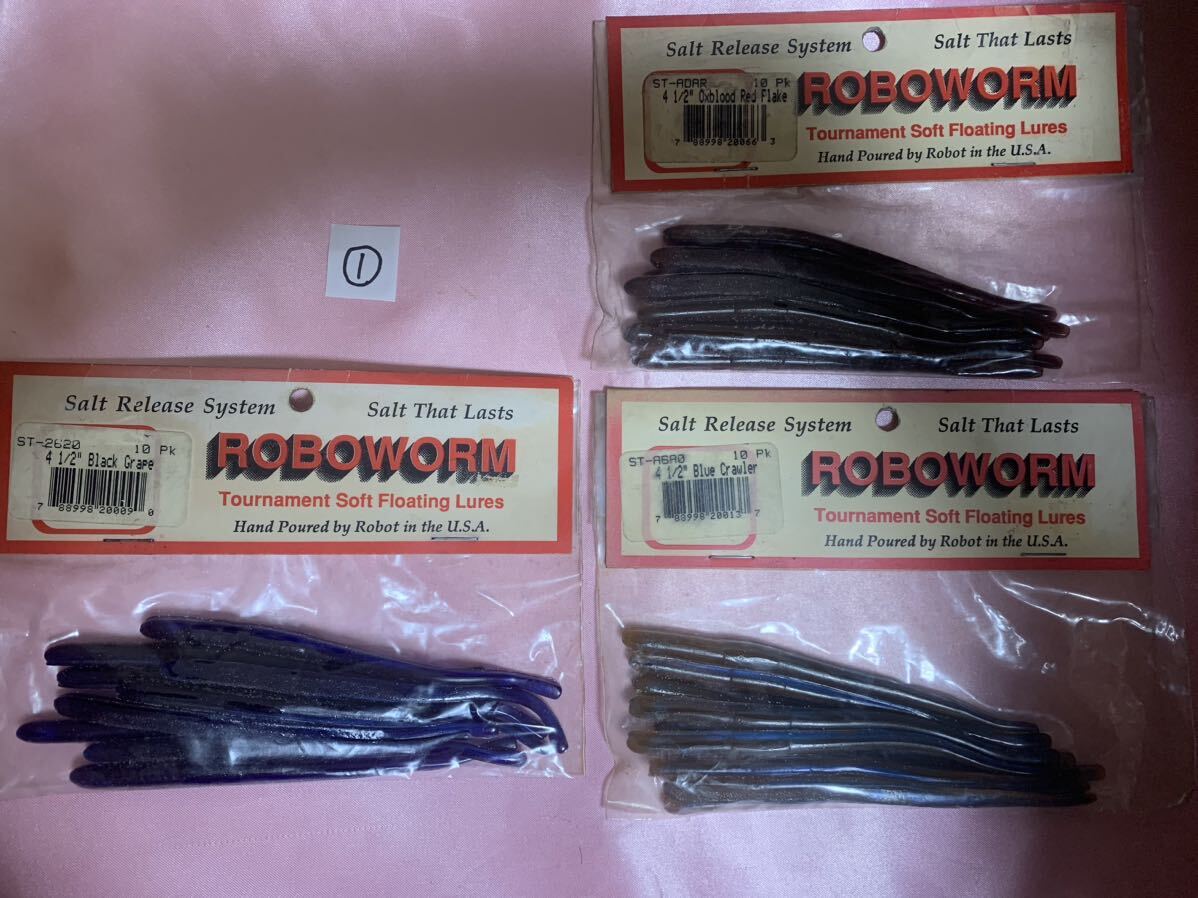 Salt Release System Salt That Lasts
ST-ADAR 10 Pk
4 1/2" Oxblood Red Flake
7 88998 20066 3
ROBOWORM
Tournament Soft Floating Lures
Hand Poured by Robot in the U.S.A.
①
Salt Release System Salt That Lasts
ST-2620 10 Pk
4 1/2" Black Grape
7 88998 20009 0
ROBOWORM
Tournament Soft Floating Lures
Hand Poured by Robot in the U.S.A.
Salt Release System Salt That Lasts
ST-A6A0 10 Pk
4 1/2" Blue Crawler
7 88998 20013 7
ROBOWORM
Tournament Soft Floating Lures
Hand Poured by Robot in the U.S.A.